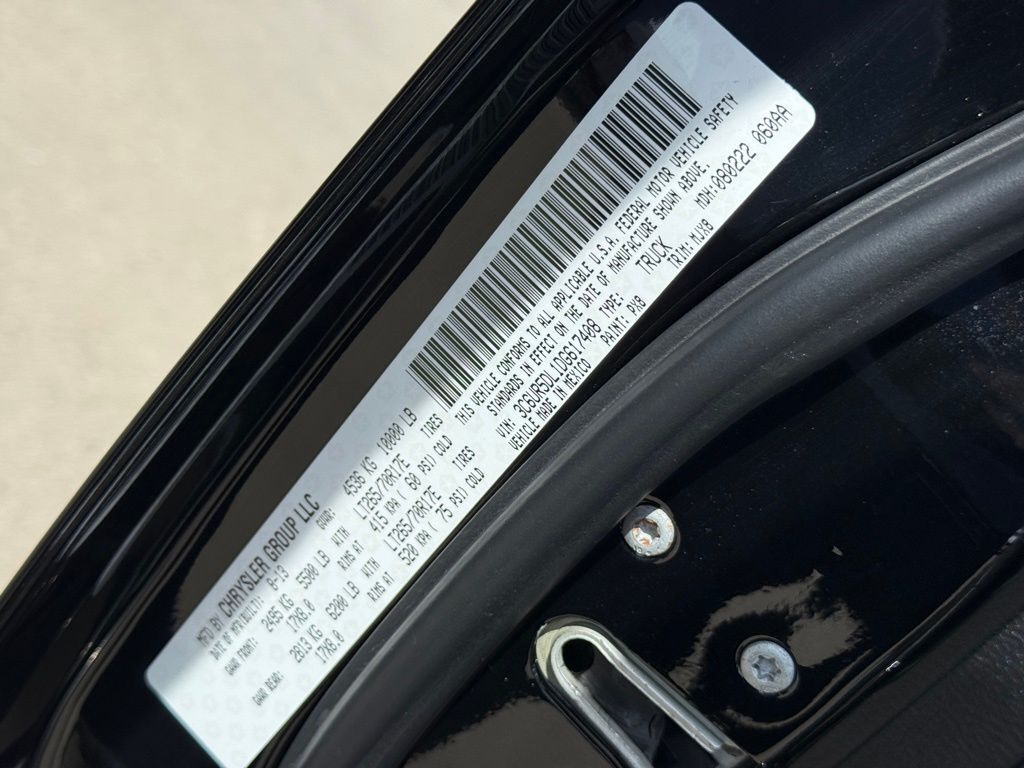 MFD BY CHRYSLER GROUP LLC
DATE OF MFR: 8-13 GVWR: 4536 KG 10000 LB
GAWR FRONT: 2495 KG 5500 LB WITH LT265/70R17E TIRES
17X8.0 RIMS AT 415 KPA( 60 PSI) COLD
GAWR REAR: 2813 KG 6200 LB WITH LT265/70R17E TIRES
17X8.0 RIMS AT 520 KPA( 75 PSI) COLD
THIS VEHICLE CONFORMS TO ALL APPLICABLE U.S.A. FEDERAL MOTOR VEHICLE SAFETY
STANDARDS IN EFFECT ON THE DATE OF MANUFACTURE SHOWN ABOVE.
VIN: 3C6UR5DL1DG617408 TYPE: TRUCK MDH:080222 060AA
VEHICLE MADE IN MEXICO PAINT: PX8 TRIM: MJX8